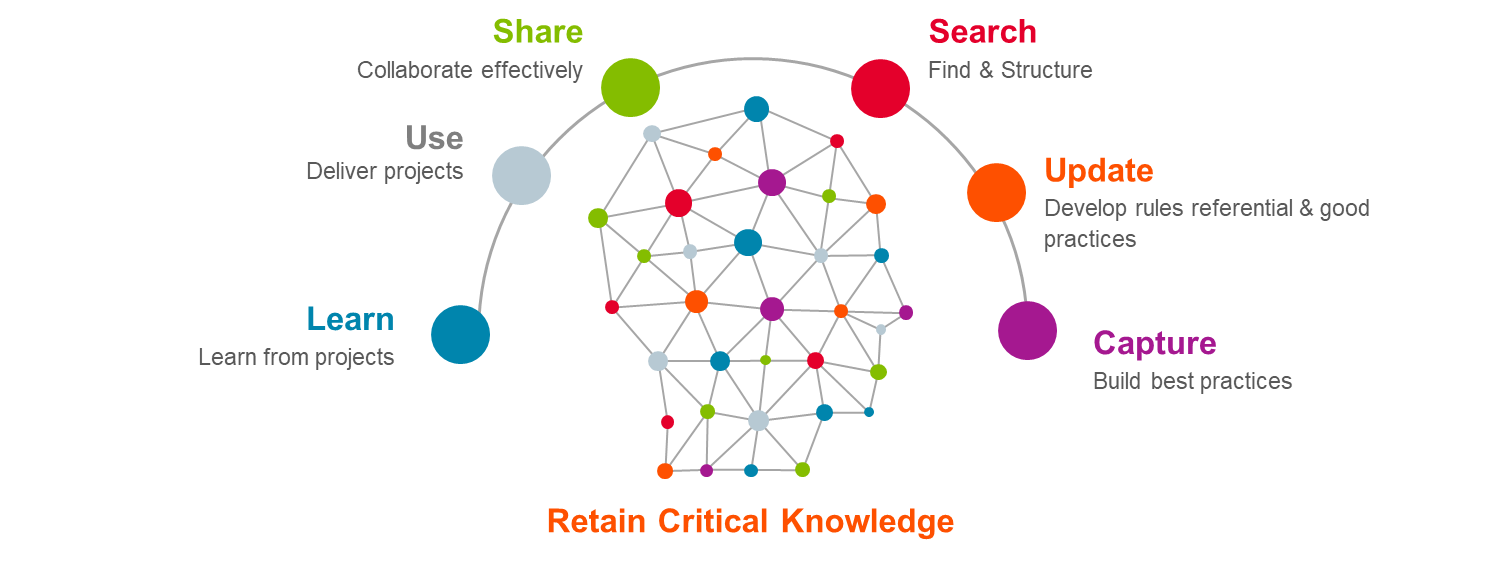 Share
Collaborate effectively
Search
Find & Structure
Use
Deliver projects
Update
Develop rules referential & good
practices
Learn
Learn from projects
Capture
Build best practices
Retain Critical Knowledge